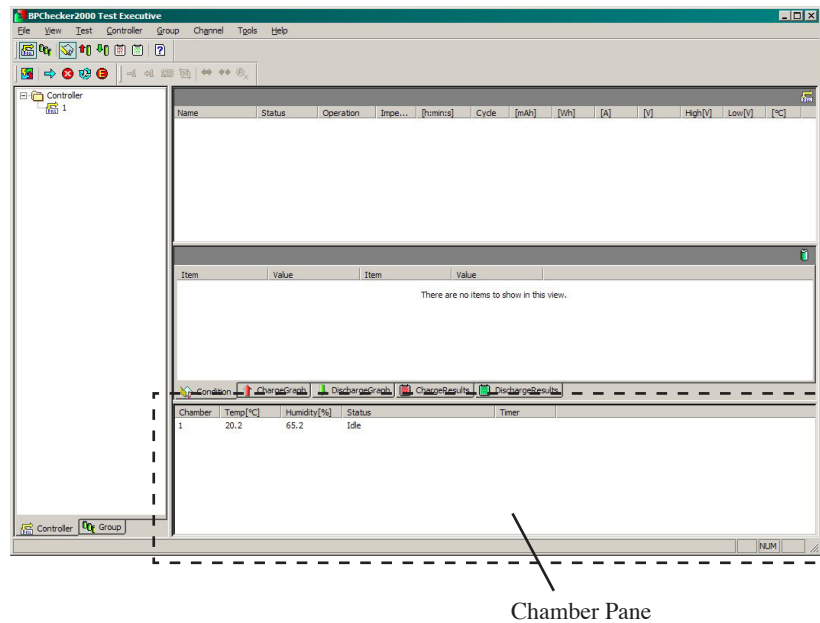 BPChecker2000 Test Executive
File View Test Controller Group Channel Tools Help
Controller
1
Name Status Operation Impe... [h:min:s] Cycle [mAh] [Wh] [A] [V] High[V] Low[V] [°C]
Item Value Item Value
There are no items to show in this view.
Condition ChargeGraph DischargeGraph ChargeResults DischargeResults
Chamber Temp[°C] Humidity[%] Status Timer
1 20.2 65.2 Idle
Controller Group
NUM
Chamber Pane